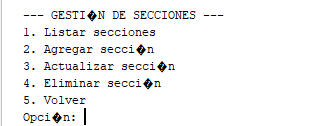 --- GESTI�N DE SECCIONES ---
1. Listar secciones
2. Agregar secci�n
3. Actualizar secci�n
4. Eliminar secci�n
5. Volver
Opci�n: